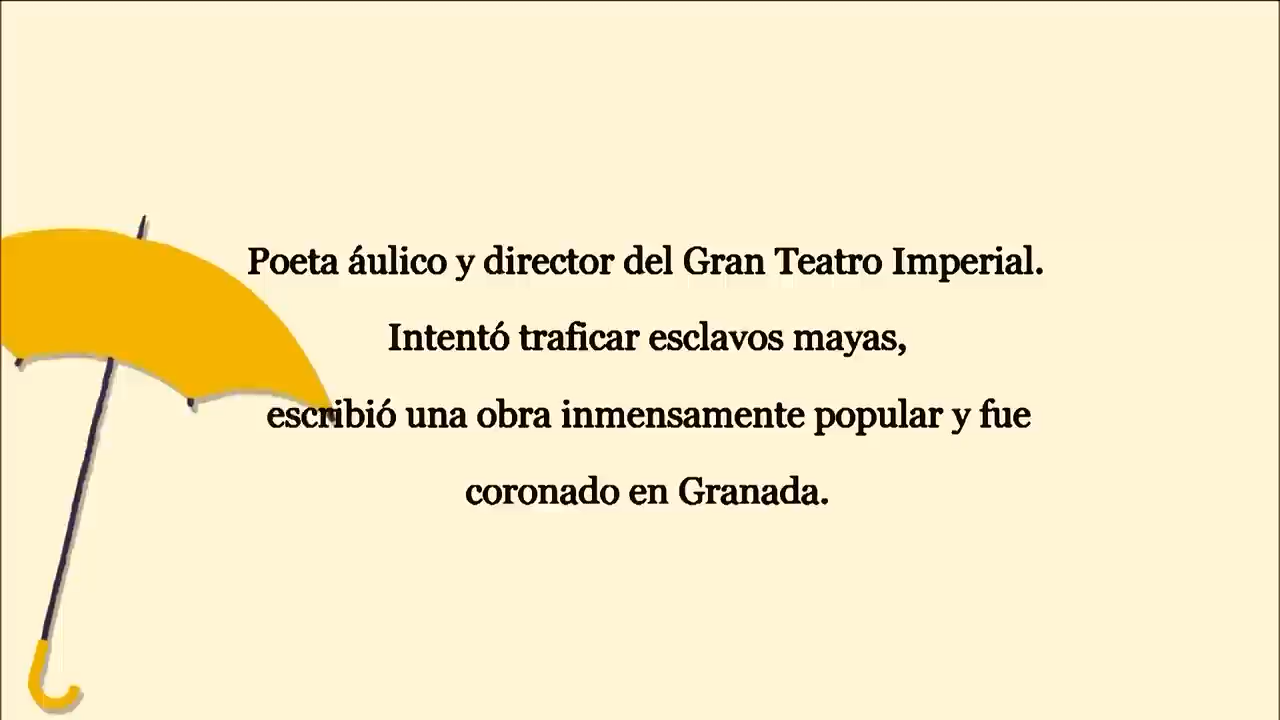 Poeta áulico y director del Gran Teatro Imperial.
Intentó traficar esclavos mayas,
escribió una obra inmensamente popular y fue
coronado en Granada.